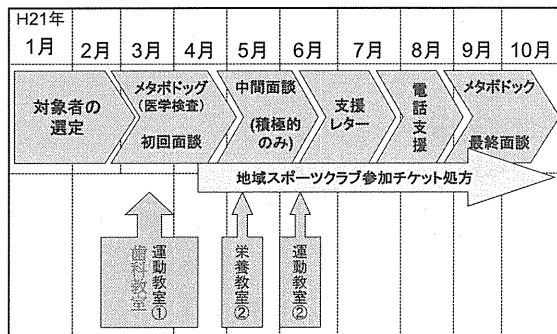 H21年
1月
2月
3月
4月
5月
6月
7月
8月
9月
10月
対象者の
選定
メタボドッグ
(医学検査)
初回面談
中間面談
(積極的
のみ)
支援
レター
電話支援
メタボドック
最終面談
地域スポーツクラブ参加チケット処方
歯科教室
運動教室①
栄養教室②
運動教室②